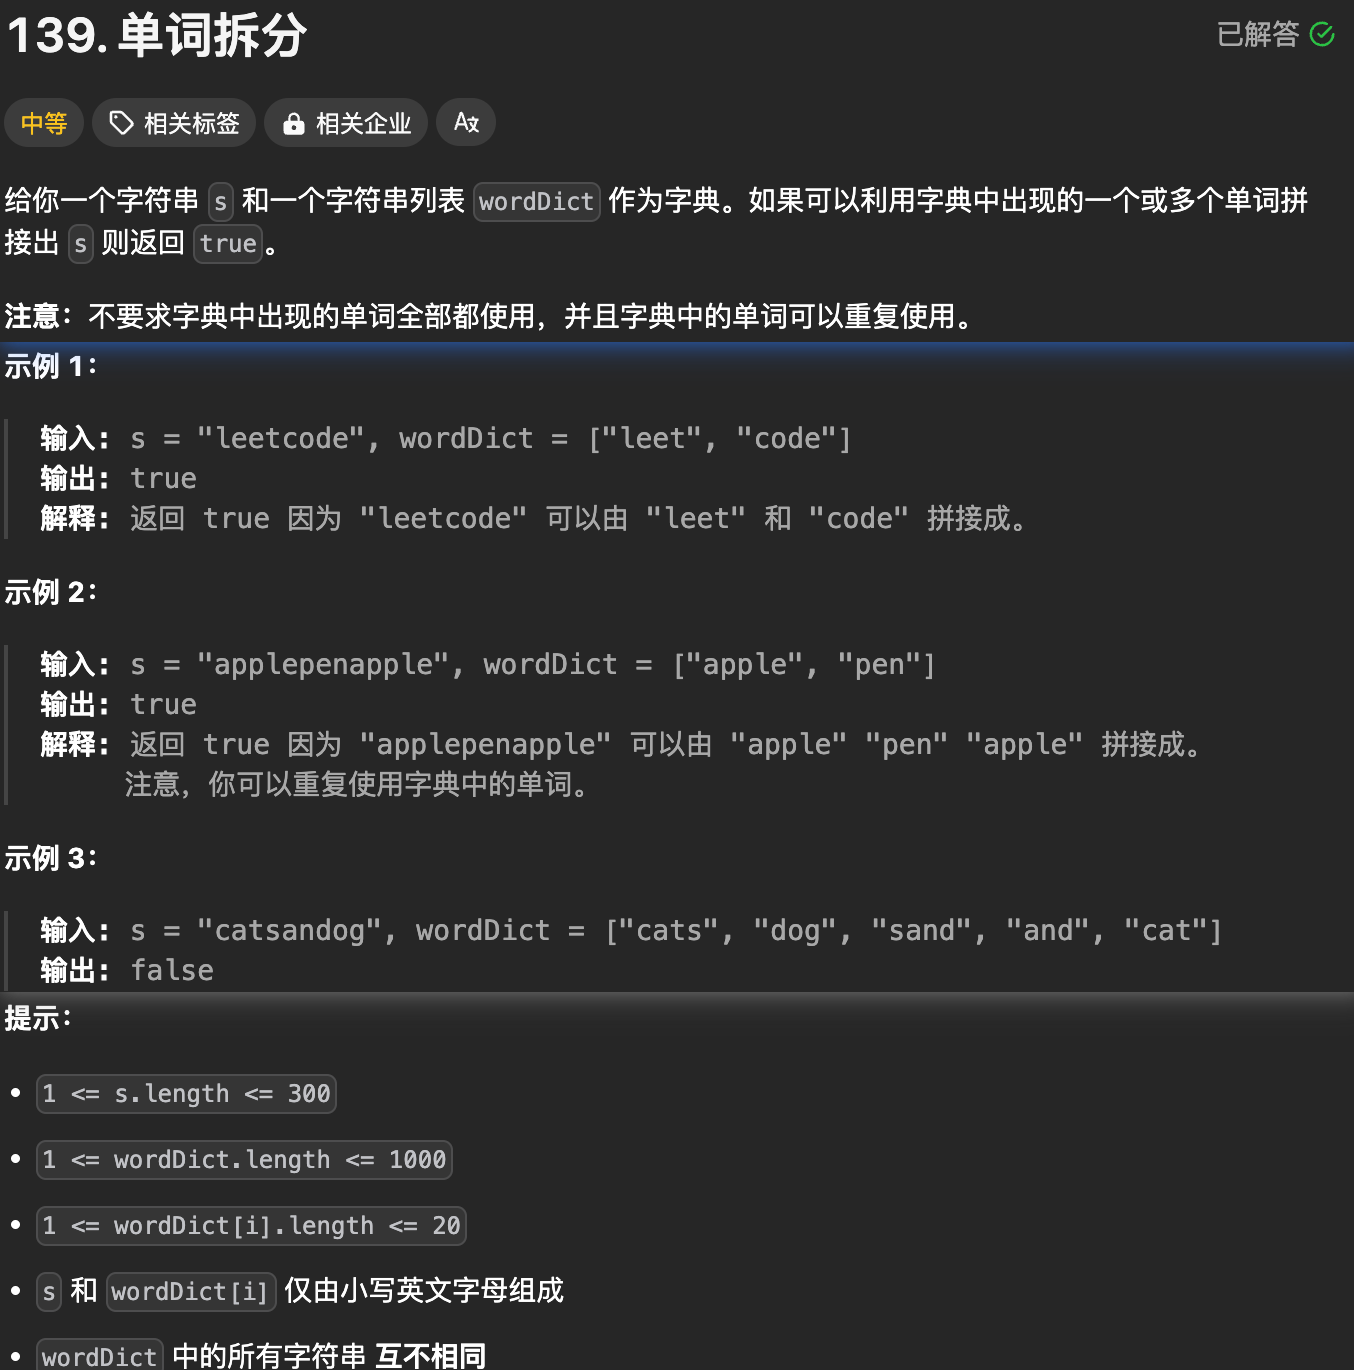 139. 单词拆分
已解答
中等
相关标签
相关企业
给你一个字符串 s 和一个字符串列表 wordDict 作为字典。如果可以利用字典中出现的一个或多个单词拼
接出 s 则返回 true 。
注意：不要求字典中出现的单词全部都使用，并且字典中的单词可以重复使用。
示例 1：
输入: s = "leetcode", wordDict = ["leet", "code"]
输出: true
解释: 返回 true 因为 "leetcode" 可以由 "leet" 和 "code" 拼接成。
示例 2：
输入: s = "applepenapple", wordDict = ["apple", "pen"]
输出: true
解释: 返回 true 因为 "applepenapple" 可以由 "apple" "pen" "apple" 拼接成。
注意，你可以重复使用字典中的单词。
示例 3：
输入: s = "catsandog", wordDict = ["cats", "dog", "sand", "and", "cat"]
输出: false
提示：
• 1 <= s.length <= 300
• 1 <= wordDict.length <= 1000
• 1 <= wordDict[i].length <= 20
• s 和 wordDict[i] 仅由小写英文字母组成
• wordDict 中的所有字符串 互不相同